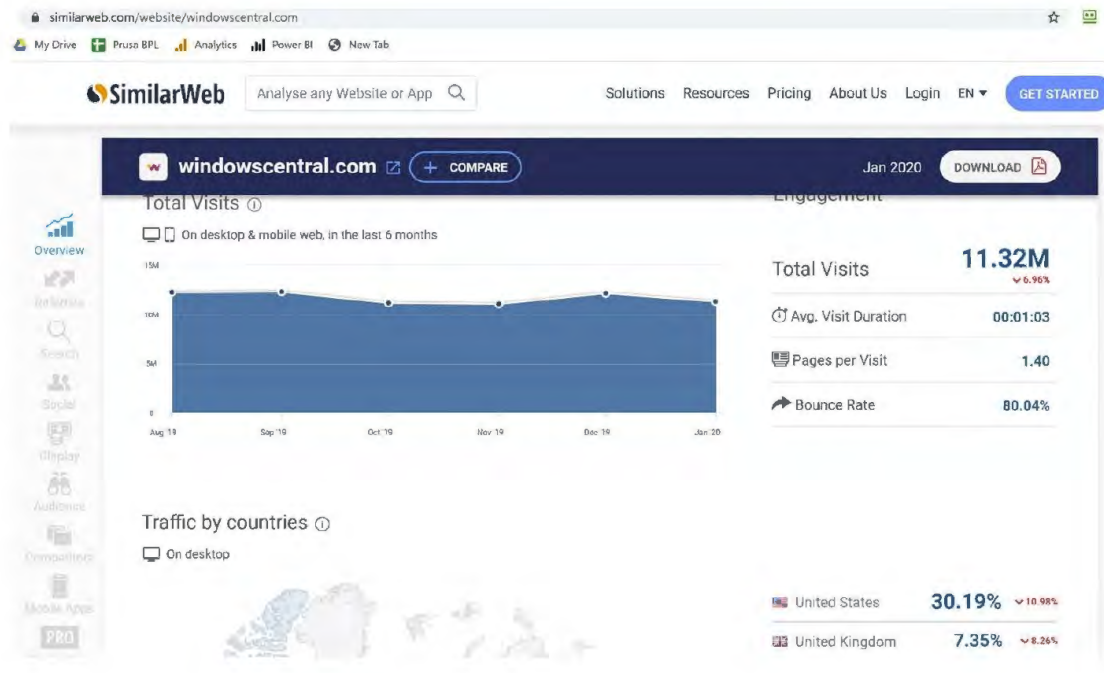 similarweb.com/website/windowscentral.com
My Drive Prusa BPL Analytics Power BI New Tab
SimilarWeb Analyse any Website or App Solutions Resources Pricing About Us Login EN GET STARTED
windowscentral.com + COMPARE Jan 2020 DOWNLOAD
Total Visits
Engagement
On desktop & mobile web, in the last 6 months
15M
10M
5M
0
Aug '19 Sep '19 Oct '19 Nov '19 Dec '19 Jan '20
Total Visits 11.32M
6.96%
Avg. Visit Duration 00:01:03
Pages per Visit 1.40
Bounce Rate 80.04%
Overview
Referrals
Search
Social
Display
Audience
Competitors
Mobile Apps
PRO
Traffic by countries
On desktop
United States 30.19% 10.98%
United Kingdom 7.35% 8.26%